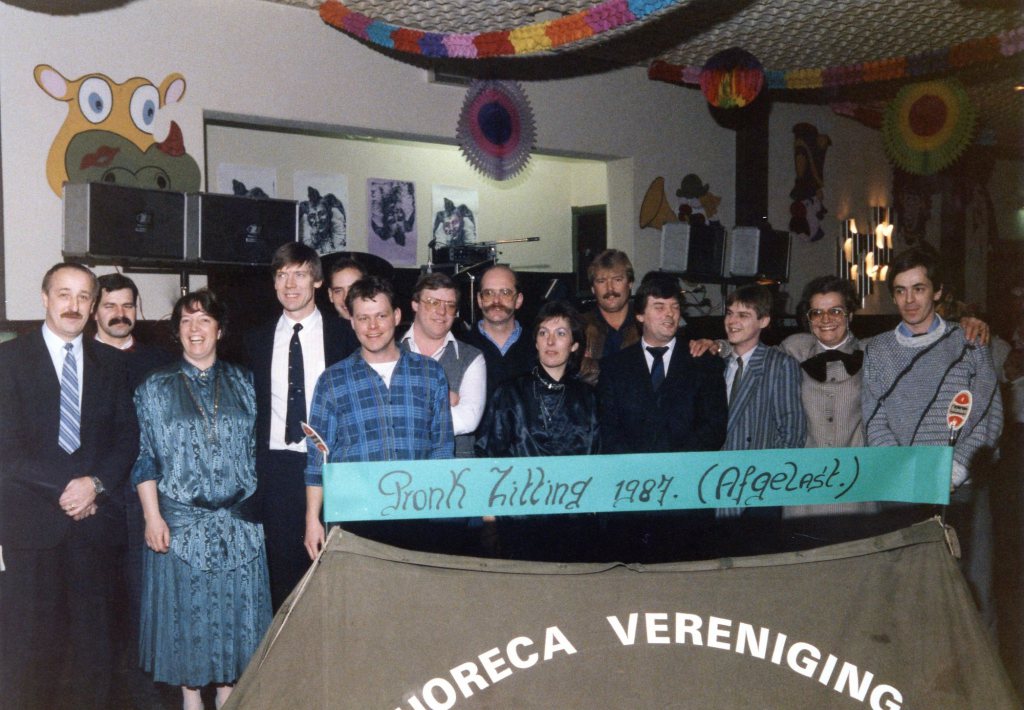 Pronk Zitting 1987. (Afgelast.)
HORECA VERENIGING